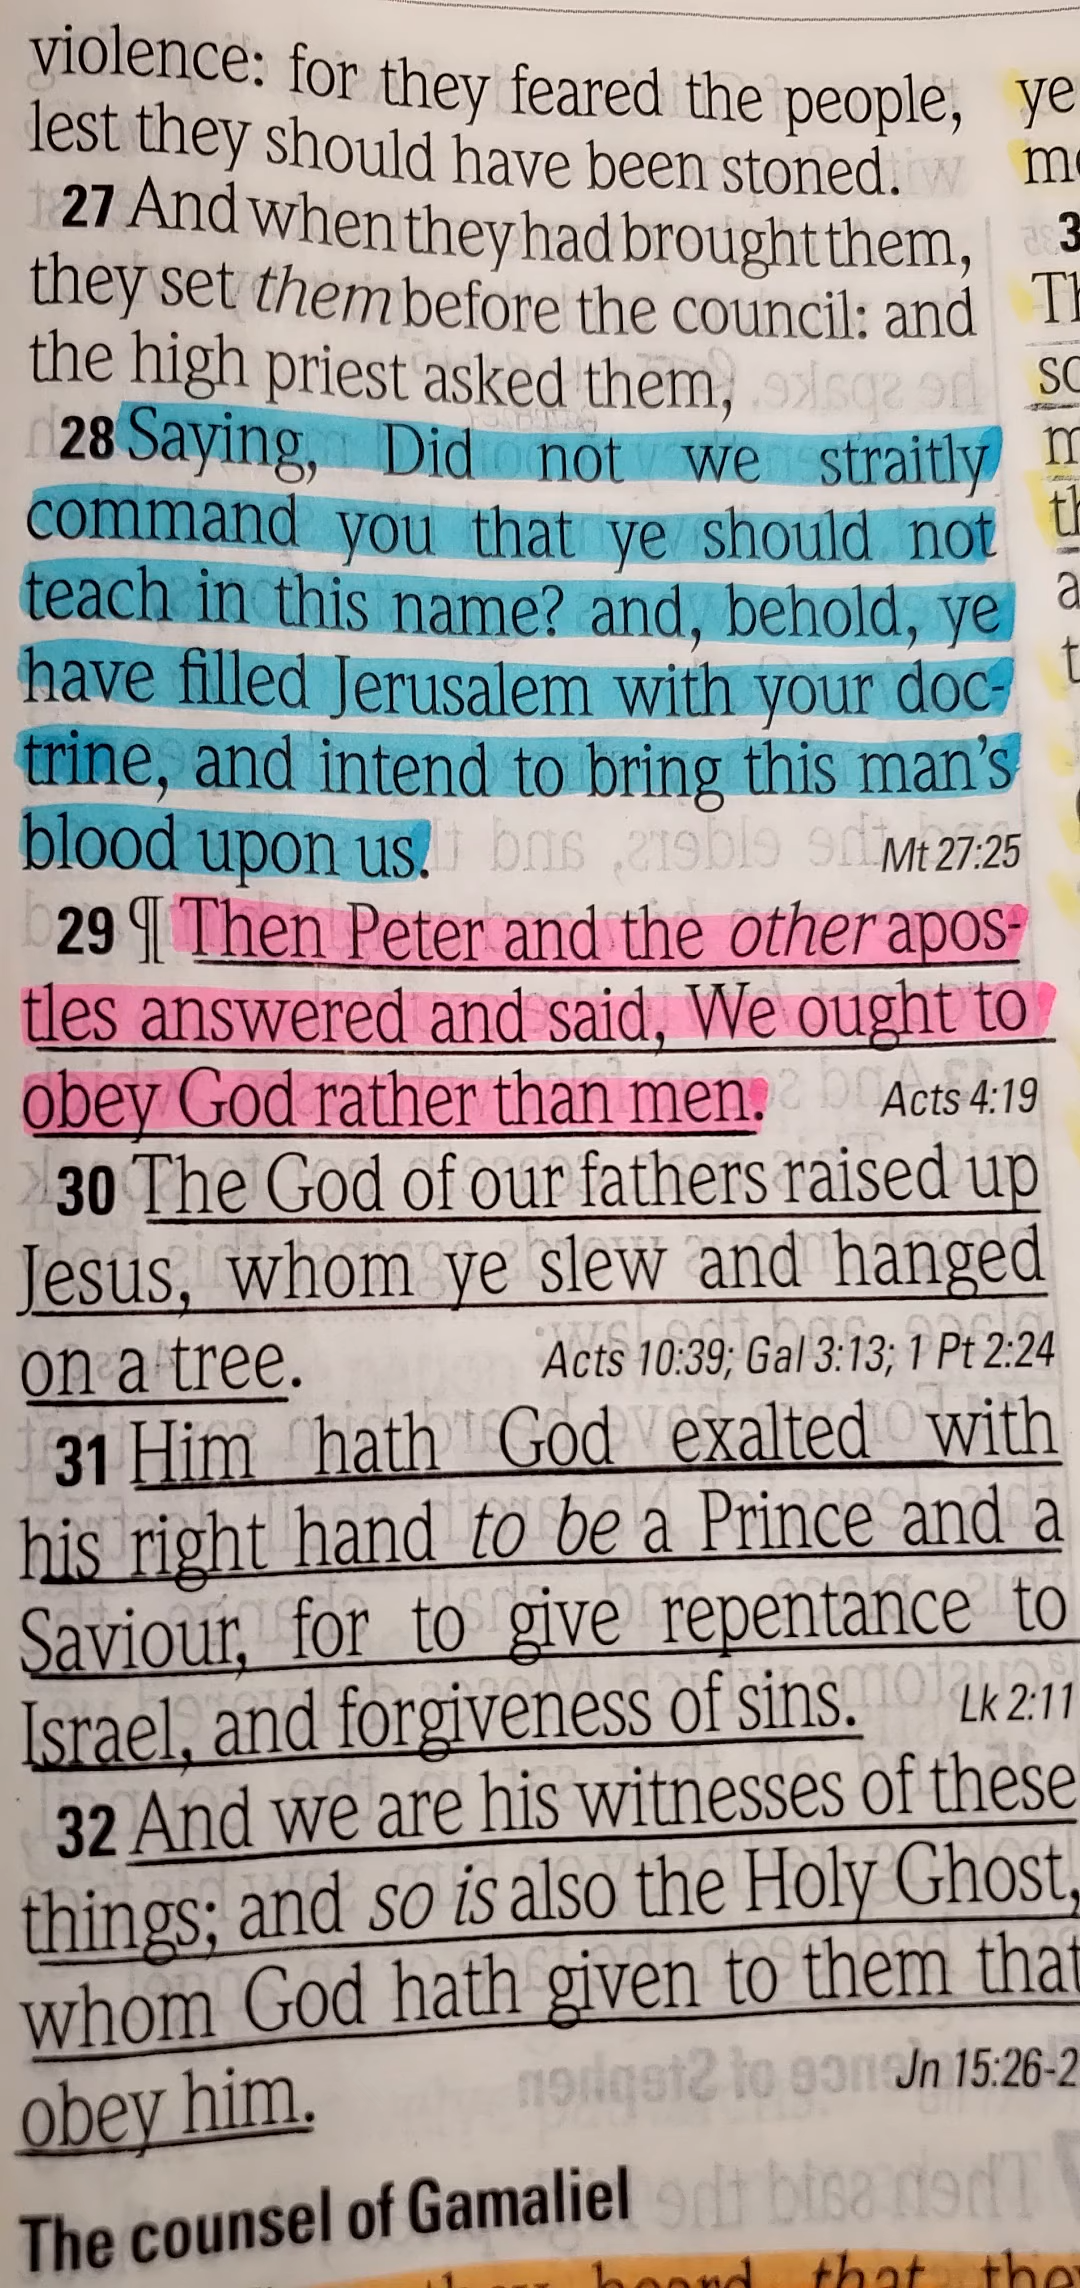 violence: for they feared the people,
lest they should have been stoned.
27 And when they had brought them,
they set them before the council: and
the high priest asked them,
28 Saying, Did not we straitly
command you that ye should not
teach in this name? and, behold, ye
have filled Jerusalem with your doc-
trine, and intend to bring this man's
blood upon us. Mt 27:25
29 ¶ Then Peter and the other apos-
tles answered and said, We ought to
obey God rather than men. Acts 4:19
30 The God of our fathers raised up
Jesus, whom ye slew and hanged
on a tree. Acts 10:39; Gal 3:13; 1 Pt 2:24
31 Him hath God exalted with
his right hand to be a Prince and a
Saviour, for to give repentance to
Israel, and forgiveness of sins. Lk 2:11
32 And we are his witnesses of these
things; and so is also the Holy Ghost,
whom God hath given to them that
obey him. Jn 15:26-2
The counsel of Gamaliel
heard that they
ye